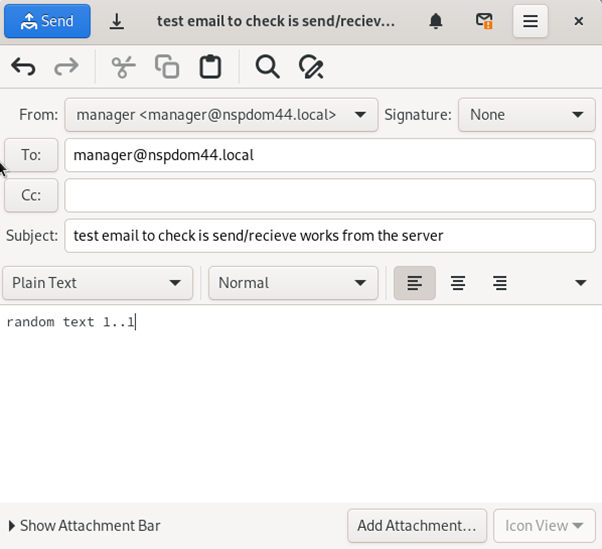 Send test email to check is send/reciev...
From: manager <manager@nspdom44.local> Signature: None
To: manager@nspdom44.local
Cc:
Subject: test email to check is send/recieve works from the server
Plain Text Normal
random text 1..1
Show Attachment Bar Add Attachment... Icon View